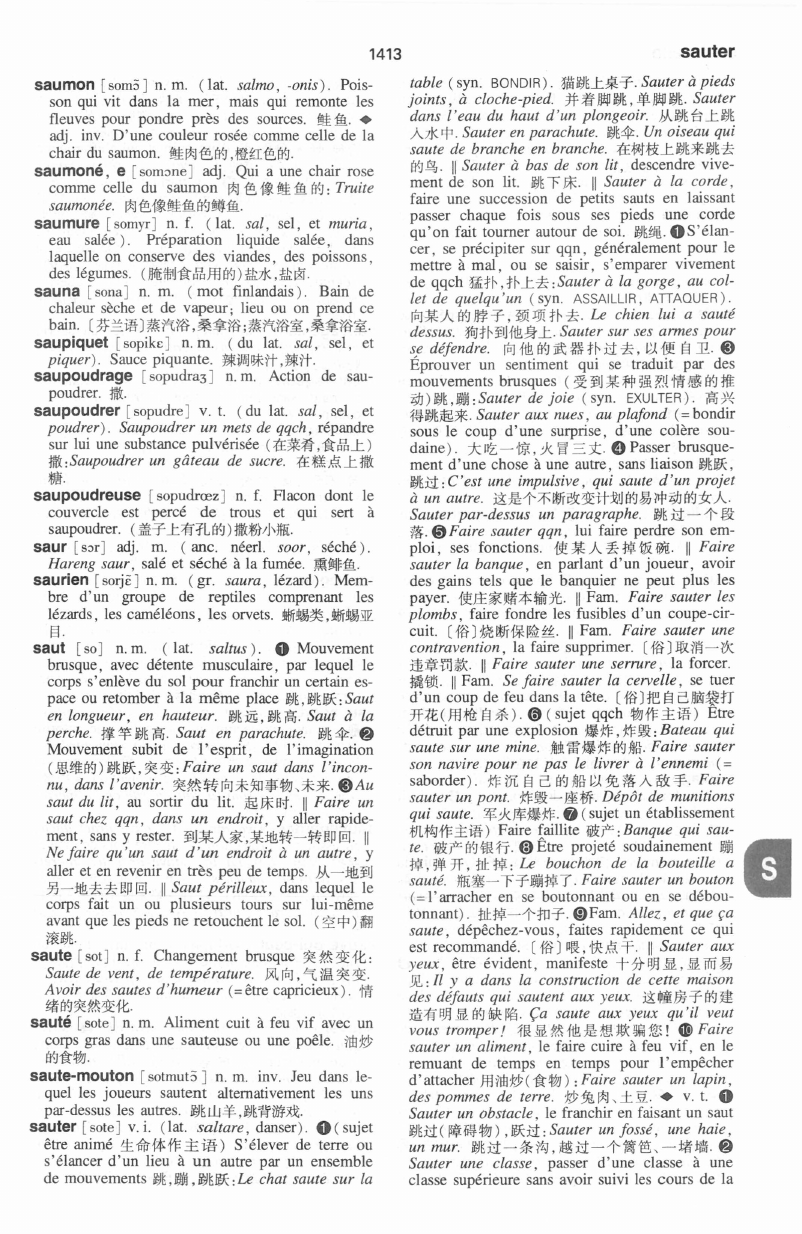 1413
sauter
saumon [somɔ̃] n. m. (lat. salmo, -onis). Pois-
son qui vit dans la mer, mais qui remonte les
fleuves pour pondre près des sources. 鲑鱼. ◆
adj. inv. D'une couleur rosée comme celle de la
chair du saumon. 鲑肉色的,橙红色的.
saumoné, e [somɔne] adj. Qui a une chair rose
comme celle du saumon 肉色像鲑鱼的: Truite
saumonée. 肉色像鲑鱼的鳟鱼.
saumure [somyr] n. f. (lat. sal, sel, et muria,
eau salée). Préparation liquide salée, dans
laquelle on conserve des viandes, des poissons,
des légumes. (腌制食品用的)盐水,盐卤.
sauna [sona] n. m. (mot finlandais). Bain de
chaleur sèche et de vapeur; lieu ou on prend ce
bain. [芬兰语]蒸汽浴,桑拿浴;蒸汽浴室,桑拿浴室.
saupiquet [sopikɛ] n. m. (du lat. sal, sel, et
piquer). Sauce piquante. 辣调味汁,辣汁.
saupoudrage [sopudraʒ] n. m. Action de sau-
poudrer. 撒.
saupoudrer [sopudre] v. t. (du lat. sal, sel, et
poudrer). Saupoudrer un mets de qqch, répandre
sur lui une substance pulvérisée (在菜肴,食品上)
撒:Saupoudrer un gâteau de sucre. 在糕点上撒
糖.
saupoudreuse [sopudrœz] n. f. Flacon dont le
couvercle est percé de trous et qui sert à
saupoudrer. (盖子上有孔的)撒粉小瓶.
saur [sɔr] adj. m. (anc. néerl. soor, séché).
Hareng saur, salé et séché à la fumée. 熏鲱鱼.
saurien [sorjɛ̃] n. m. (gr. saura, lézard). Mem-
bre d'un groupe de reptiles comprenant les
lézards, les caméléons, les orvets. 蜥蜴类,蜥蜴亚
目.
saut [so] n. m. (lat. saltus). ❶ Mouvement
brusque, avec détente musculaire, par lequel le
corps s'enlève du sol pour franchir un certain es-
pace ou retomber à la même place 跳,跳跃:Saut
en longueur, en hauteur. 跳远,跳高. Saut à la
perche. 撑竿跳高. Saut en parachute. 跳伞. ❷
Mouvement subit de l'esprit, de l'imagination
(思维的)跳跃,突变: Faire un saut dans l'incon-
nu, dans l'avenir. 突然转向未知事物、未来. ❸ Au
saut du lit, au sortir du lit. 起床时. ‖ Faire un
saut chez qqn, dans un endroit, y aller rapide-
ment, sans y rester. 到某人家,某地转一转即回. ‖
Ne faire qu'un saut d'un endroit à un autre, y
aller et en revenir en très peu de temps. 从一地到
另一地去去即回. ‖ Saut périlleux, dans lequel le
corps fait un ou plusieurs tours sur lui-même
avant que les pieds ne retouchent le sol. (空中)翻
滚跳.
saute [sot] n. f. Changement brusque 突然变化:
Saute de vent, de température. 风向,气温突变.
Avoir des sautes d'humeur (= être capricieux). 情
绪的突然变化.
sauté [sote] n. m. Aliment cuit à feu vif avec un
corps gras dans une sauteuse ou une poêle. 油炒
的食物.
saute-mouton [sotmutɔ̃] n. m. inv. Jeu dans le-
quel les joueurs sautent alternativement les uns
par-dessus les autres. 跳山羊,跳背游戏.
sauter [sote] v. i. (lat. saltare, danser). ❶ (sujet
être animé 生命体作主语) S'élever de terre ou
s'élancer d'un lieu à un autre par un ensemble
de mouvements 跳,蹦,跳跃:Le chat saute sur la
table (syn. BONDIR). 猫跳上桌子. Sauter à pieds
joints, à cloche-pied. 并着脚跳,单脚跳. Sauter
dans l'eau du haut d'un plongeoir. 从跳台上跳
入水中. Sauter en parachute. 跳伞. Un oiseau qui
saute de branche en branche. 在树枝上跳来跳去
的鸟. ‖ Sauter à bas de son lit, descendre vive-
ment de son lit. 跳下床. ‖ Sauter à la corde,
faire une succession de petits sauts en laissant
passer chaque fois sous ses pieds une corde
qu'on fait tourner autour de soi. 跳绳. ❶ S'élan-
cer, se précipiter sur qqn, généralement pour le
mettre à mal, ou se saisir, s'emparer vivement
de qqch 猛扑,扑上去:Sauter à la gorge, au col-
let de quelqu'un (syn. ASSAILLIR, ATTAQUER).
向某人的脖子,颈项扑去. Le chien lui a sauté
dessus. 狗扑到他身上. Sauter sur ses armes pour
se défendre. 向他的武器扑过去,以便自卫. ❸
Éprouver un sentiment qui se traduit par des
mouvements brusques (受到某种强烈情感的推
动)跳,蹦:Sauter de joie (syn. EXULTER). 高兴
得跳起来. Sauter aux nues, au plafond (= bondir
sous le coup d'une surprise, d'une colère sou-
daine). 大吃一惊,火冒三丈. ❹ Passer brusque-
ment d'une chose à une autre, sans liaison 跳跃,
跳过:C'est une impulsive, qui saute d'un projet
à un autre. 这是个不断改变计划的易冲动的女人.
Sauter par-dessus un paragraphe. 跳过一个段
落. ❺ Faire sauter qqn, lui faire perdre son em-
ploi, ses fonctions. 使某人丢掉饭碗. ‖ Faire
sauter la banque, en parlant d'un joueur, avoir
des gains tels que le banquier ne peut plus les
payer. 使庄家赌本输光. ‖ Fam. Faire sauter les
plombs, faire fondre les fusibles d'un coupe-cir-
cuit. [俗]烧断保险丝. ‖ Fam. Faire sauter une
contravention, la faire supprimer. [俗]取消一次
违章罚款. ‖ Faire sauter une serrure, la forcer.
撬锁. ‖ Fam. Se faire sauter la cervelle, se tuer
d'un coup de feu dans la tête. [俗]把自己脑袋打
开花(用枪自杀). ❻ (sujet qqch 物作主语) Être
détruit par une explosion 爆炸,炸毁: Bateau qui
saute sur une mine. 触雷爆炸的船. Faire sauter
son navire pour ne pas le livrer à l'ennemi (=
saborder). 炸沉自己的船以免落入敌手. Faire
sauter un pont. 炸毁一座桥. Dépôt de munitions
qui saute. 军火库爆炸. ❼ (sujet un établissement
机构作主语) Faire faillite 破产: Banque qui sau-
te. 破产的银行. ❽ Être projeté soudainement 蹦
掉,弹开,扯掉: Le bouchon de la bouteille a
sauté. 瓶塞一下子蹦掉了. Faire sauter un bouton
(= l'arracher en se boutonnant ou en se débou-
tonnant). 扯掉一个扣子. ❾ Fam. Allez, et que ça
saute, dépêchez-vous, faites rapidement ce qui
est recommandé. [俗]喂,快点干. ‖ Sauter aux
yeux, être évident, manifeste 十分明显,显而易
见: Il y a dans la construction de cette maison
des défauts qui sautent aux yeux. 这幢房子的建
造有明显的缺陷. Ça saute aux yeux qu'il veut
vous tromper! 很显然他是想欺骗您! ❿ Faire
sauter un aliment, le faire cuire à feu vif, en le
remuant de temps en temps pour l'empêcher
d'attacher 用油炒(食物): Faire sauter un lapin,
des pommes de terre. 炒兔肉、土豆. ◆ v. t. ❶
Sauter un obstacle, le franchir en faisant un saut
跳过(障碍物),跃过:Sauter un fossé, une haie,
un mur. 跳过一条沟,越过一个篱笆、一堵墙. ❷
Sauter une classe, passer d'une classe à une
classe supérieure sans avoir suivi les cours de la
S